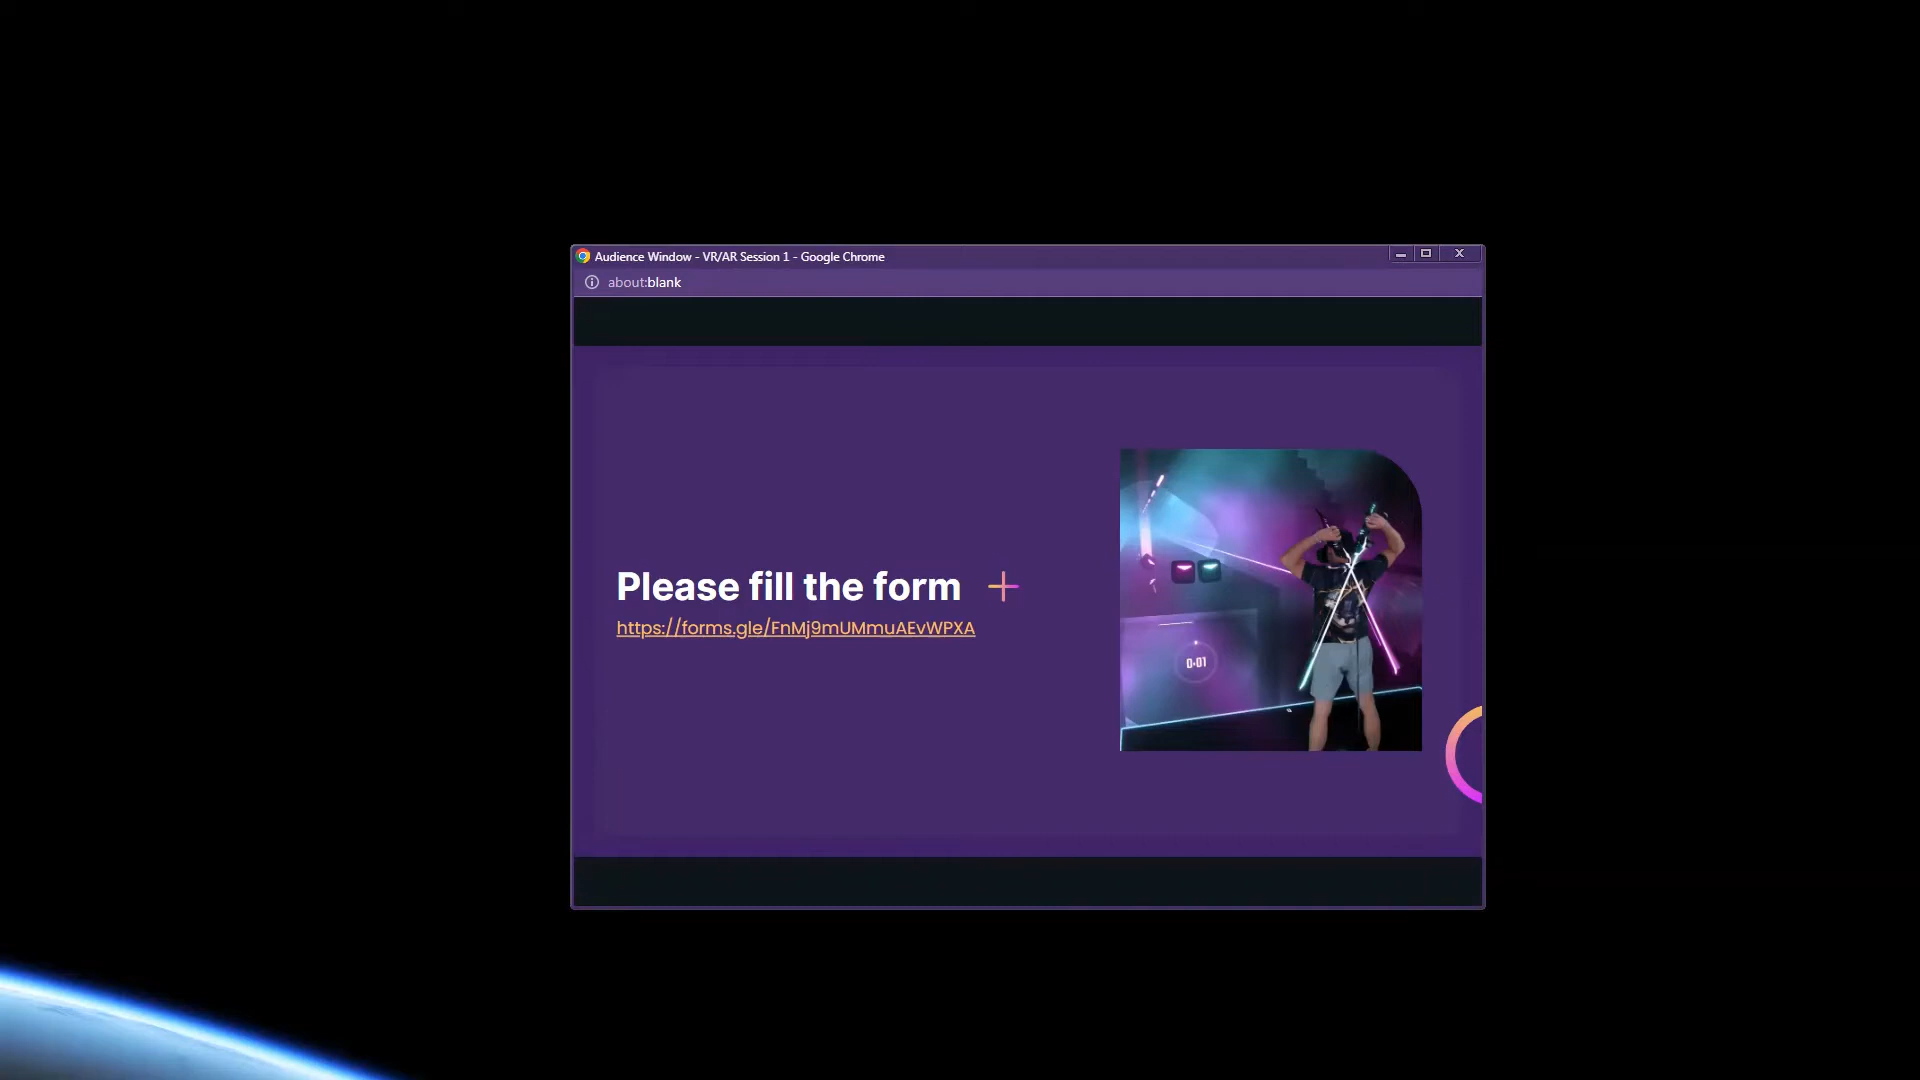 Audience Window - VR/AR Session 1 - Google Chrome
about:blank
Please fill the form
https://forms.gle/FnMj9mUMmuAEvWPXA
0:01